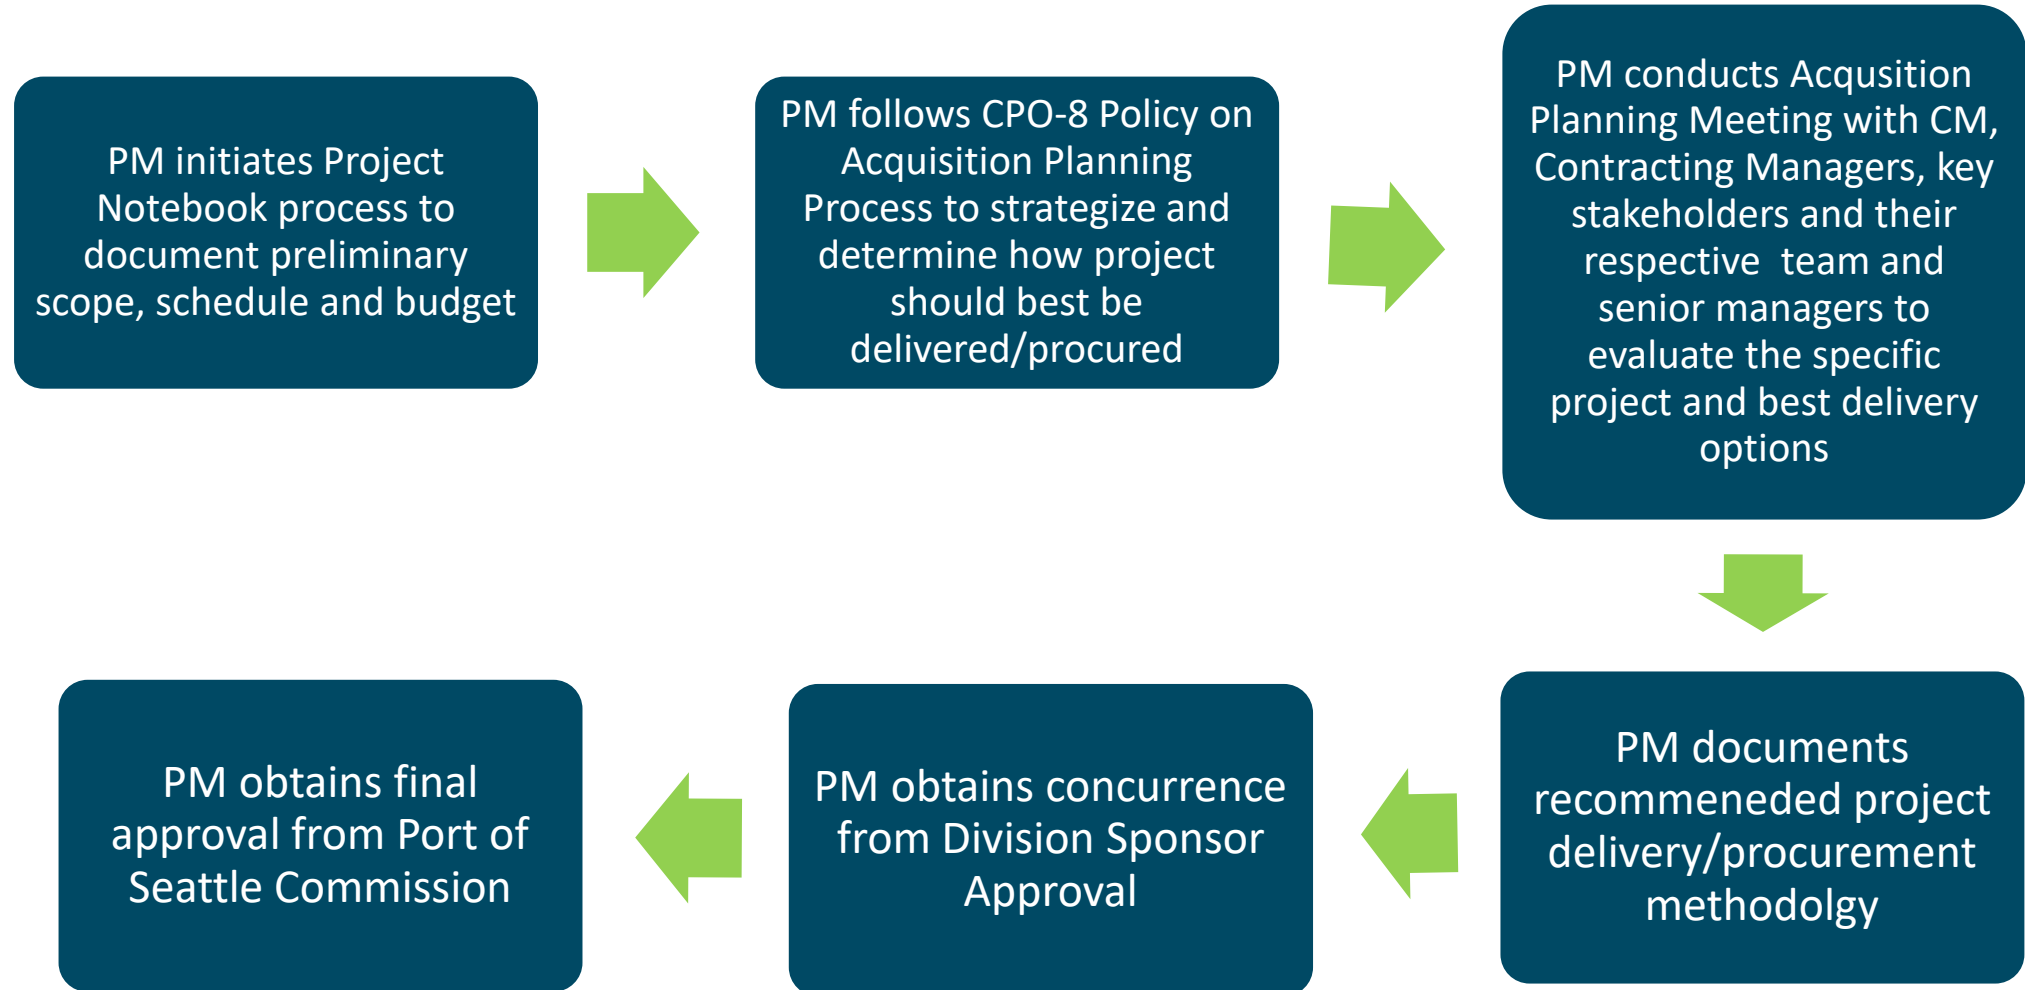 PM initiates Project
Notebook process to
document preliminary
scope, schedule and budget
PM follows CPO-8 Policy on
Acquisition Planning
Process to strategize and
determine how project
should best be
delivered/procured
PM conducts Acqusition
Planning Meeting with CM,
Contracting Managers, key
stakeholders and their
respective team and
senior managers to
evaluate the specific
project and best delivery
options
PM documents
recommeneded project
delivery/procurement
methodolgy
PM obtains concurrence
from Division Sponsor
Approval
PM obtains final
approval from Port of
Seattle Commission